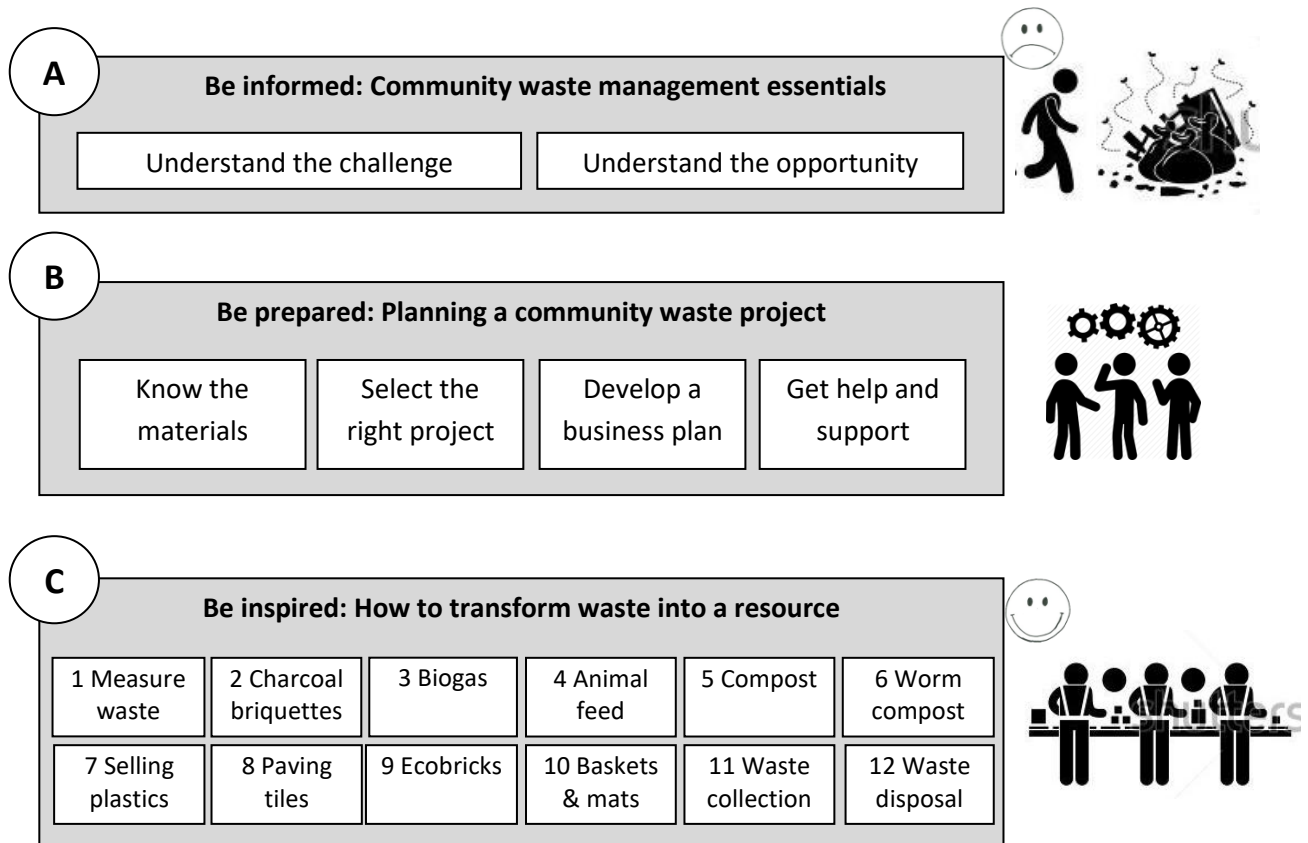 A
Be informed: Community waste management essentials
Understand the challenge
Understand the opportunity
B
Be prepared: Planning a community waste project
Know the
materials
Select the
right project
Develop a
business plan
Get help and
support
C
Be inspired: How to transform waste into a resource
1 Measure
waste
2 Charcoal
briquettes
3 Biogas
4 Animal
feed
5 Compost
6 Worm
compost
7 Selling
plastics
8 Paving
tiles
9 Ecobricks
10 Baskets
& mats
11 Waste
collection
12 Waste
disposal
shutters